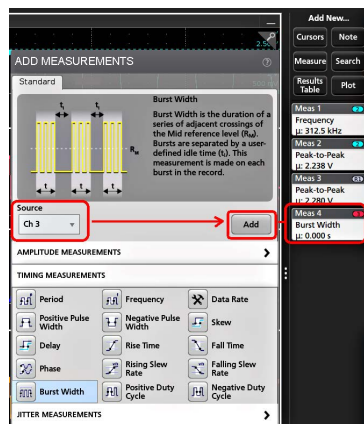 Add New...
Cursors
Note
Measure
Search
Results Table
Plot
Meas 1
Frequency
μ: 312.5 kHz
Meas 2
Peak-to-Peak
μ: 2.238 V
Meas 3
Peak-to-Peak
μ: 2.280 V
Meas 4
Burst Width
μ: 0.000 s
ADD MEASUREMENTS
Standard
Burst Width
Burst Width is the duration of a
series of adjacent crossings of
the Mid reference level (RM).
Bursts are separated by a user-
defined idle time (tI). This
measurement is made on each
burst in the record.
Source
Ch 3
Add
AMPLITUDE MEASUREMENTS
TIMING MEASUREMENTS
Period
Frequency
Data Rate
Positive Pulse
Width
Negative Pulse
Width
Skew
Delay
Rise Time
Fall Time
Phase
Rising Slew
Rate
Falling Slew
Rate
Burst Width
Positive Duty
Cycle
Negative Duty
Cycle
JITTER MEASUREMENTS